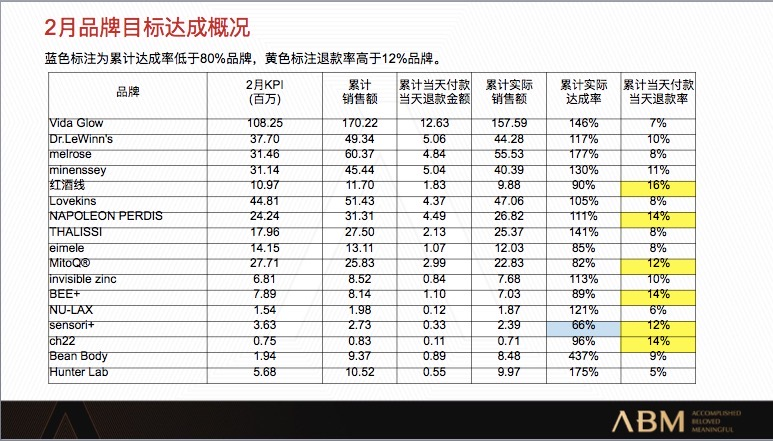 2月品牌目标达成概况
蓝色标注为累计达成率低于80%品牌，黄色标注退款率高于12%品牌。
品牌 2月KPI (百万) 累计 销售额 累计当天付款 当天退款金额 累计实际 销售额 累计实际 达成率 累计当天付款 当天退款率
Vida Glow 108.25 170.22 12.63 157.59 146% 7%
Dr.LeWinn's 37.70 49.34 5.06 44.28 117% 10%
melrose 31.46 60.37 4.84 55.53 177% 8%
minenssey 31.14 45.44 5.04 40.39 130% 11%
红酒线 10.97 11.70 1.83 9.88 90% 16%
Lovekins 44.81 51.43 4.37 47.06 105% 8%
NAPOLEON PERDIS 24.24 31.31 4.49 26.82 111% 14%
THALISSI 17.96 27.50 2.13 25.37 141% 8%
eimele 14.15 13.11 1.07 12.03 85% 8%
MitoQ® 27.71 25.83 2.99 22.83 82% 12%
invisible zinc 6.81 8.52 0.84 7.68 113% 10%
BEE+ 7.89 8.14 1.10 7.03 89% 14%
NU-LAX 1.54 1.98 0.12 1.87 121% 6%
sensori+ 3.63 2.73 0.33 2.39 66% 12%
ch22 0.75 0.83 0.11 0.71 96% 14%
Bean Body 1.94 9.37 0.89 8.48 437% 9%
Hunter Lab 5.68 10.52 0.55 9.97 175% 5%
ABM
ACCOMPLISHED
BELOVED
MEANINGFUL